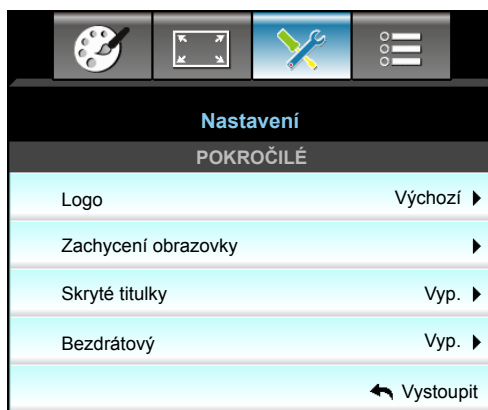 Nastavení
POKROČILÉ
Logo Výchozí
Zachycení obrazovky
Skryté titulky Vyp.
Bezdrátový Vyp.
Vystoupit